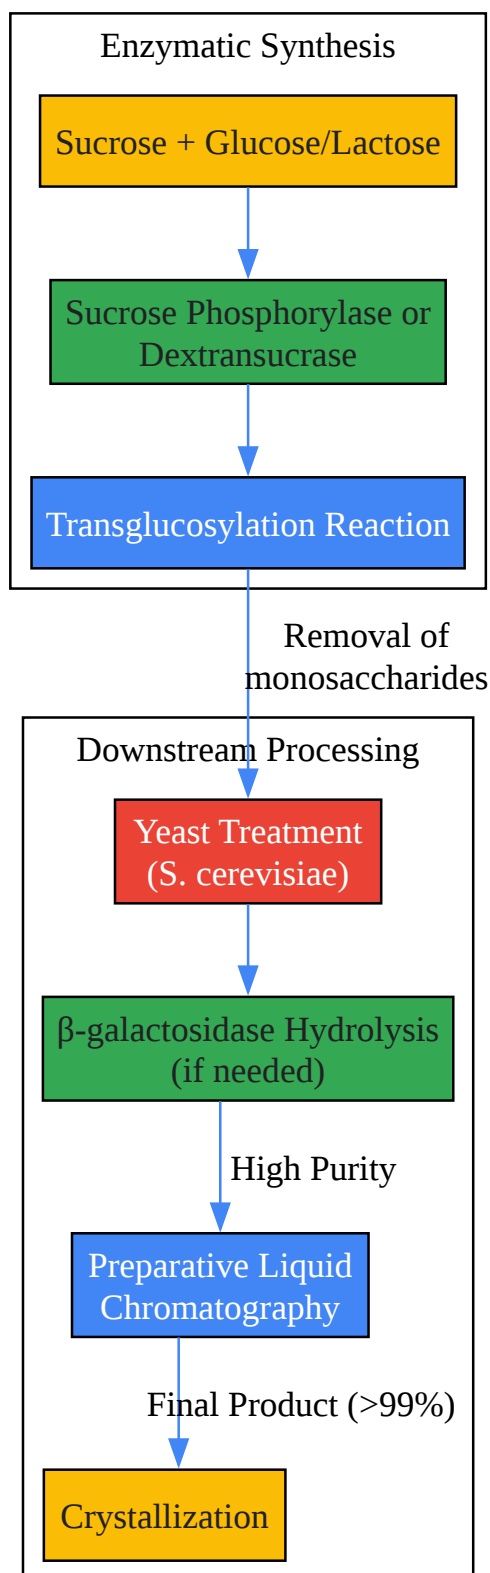 Enzymatic Synthesis
Sucrose + Glucose/Lactose
Sucrose Phosphorylase or
Dextransucrase
Transglucosylation Reaction
Removal of
monosaccharides
Downstream Processing
Yeast Treatment
(S. cerevisiae)
β-galactosidase Hydrolysis
(if needed)
High Purity
Preparative Liquid
Chromatography
Final Product (>99%)
Crystallization